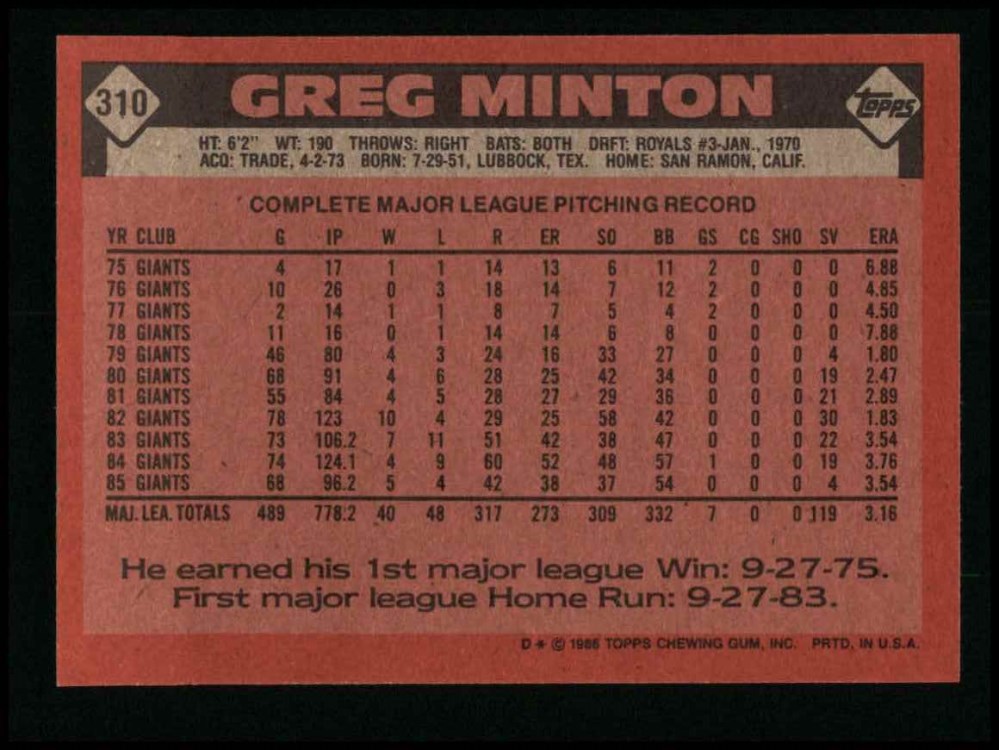 310 GREG MINTON Topps
HT: 6'2" WT: 190 THROWS: RIGHT BATS: BOTH DRFT: ROYALS #3-JAN., 1970
ACQ: TRADE, 4-2-73 BORN: 7-29-51, LUBBOCK, TEX. HOME: SAN RAMON, CALIF.
COMPLETE MAJOR LEAGUE PITCHING RECORD
YR CLUB G IP W L R ER SO BB GS CG SHO SV ERA
75 GIANTS 4 17 1 1 14 13 6 11 2 0 0 0 6.88
76 GIANTS 10 26 0 3 18 14 7 12 2 0 0 0 4.85
77 GIANTS 2 14 1 1 8 7 5 4 2 0 0 0 4.50
78 GIANTS 11 16 0 1 14 14 6 8 0 0 0 0 7.88
79 GIANTS 46 80 4 3 24 16 33 27 0 0 0 4 1.80
80 GIANTS 68 91 4 6 28 25 42 34 0 0 0 19 2.47
81 GIANTS 55 84 4 5 28 27 29 36 0 0 0 21 2.89
82 GIANTS 78 123 10 4 29 25 58 42 0 0 0 30 1.83
83 GIANTS 73 106.2 7 11 51 42 38 47 0 0 0 22 3.54
84 GIANTS 74 124.1 4 9 60 52 48 57 1 0 0 19 3.76
85 GIANTS 68 96.2 5 4 42 38 37 54 0 0 0 4 3.54
MAJ. LEA. TOTALS 489 778.2 40 48 317 273 309 332 7 0 0 119 3.16
He earned his 1st major league Win: 9-27-75.
First major league Home Run: 9-27-83.
D * © 1986 TOPPS CHEWING GUM, INC. PRTD. IN U.S.A.